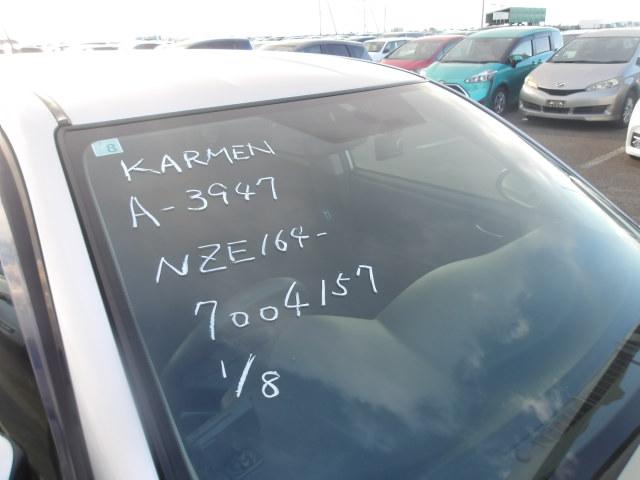 8
KARMEN
A-3947
NZE164-
7004157
1/8